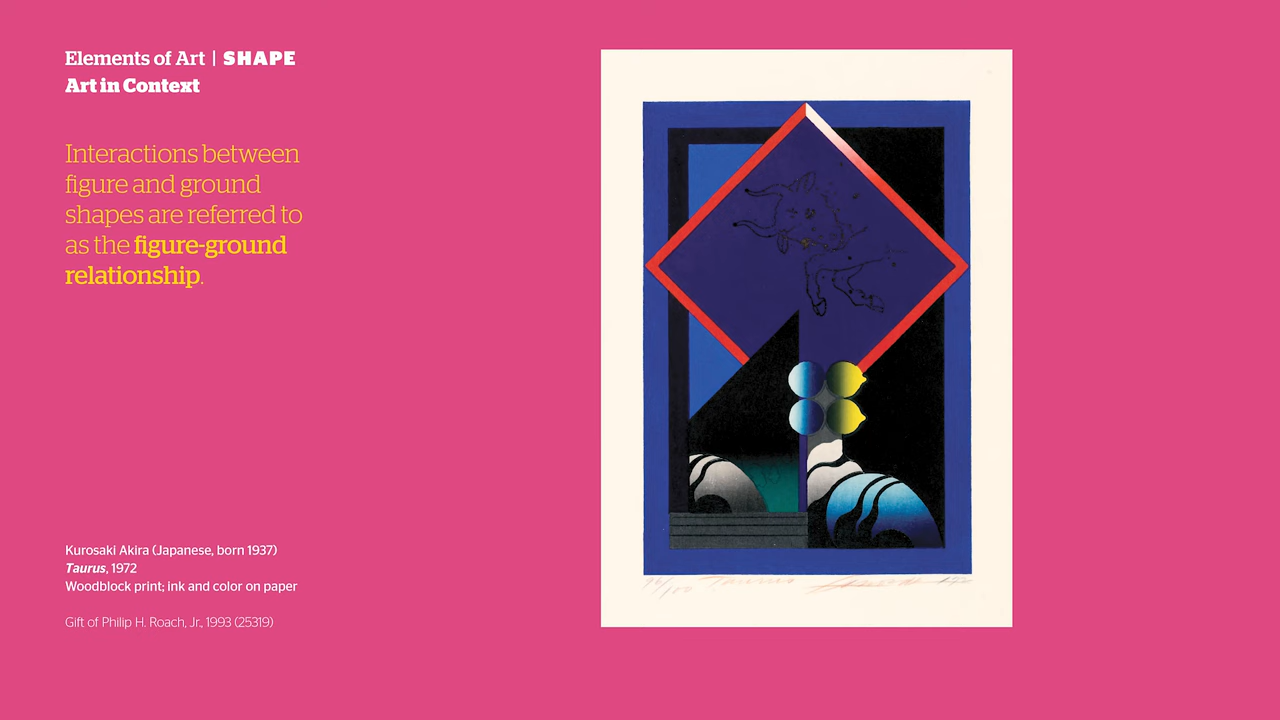 Elements of Art | SHAPE
Art in Context
Interactions between
figure and ground
shapes are referred to
as the figure-ground
relationship.
Kurosaki Akira (Japanese, born 1937)
Taurus, 1972
Woodblock print; ink and color on paper
Gift of Philip H. Roach, Jr., 1993 (25319)
Taurus